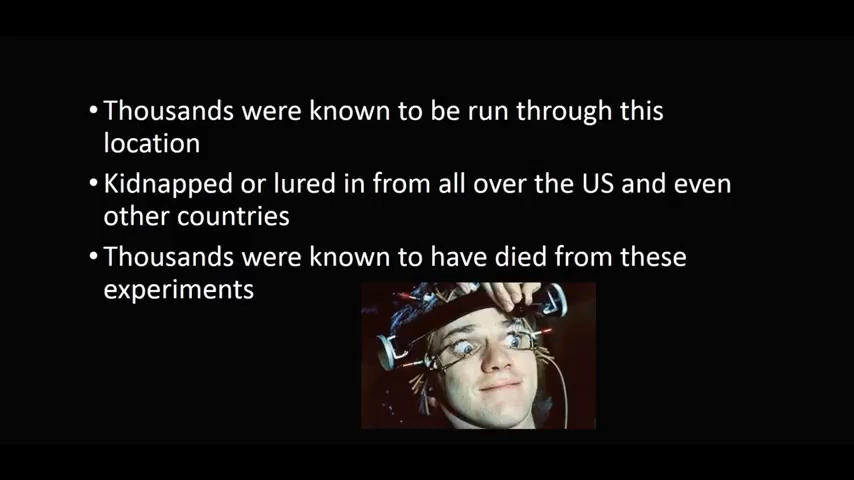 • Thousands were known to be run through this
location
• Kidnapped or lured in from all over the US and even
other countries
• Thousands were known to have died from these
experiments